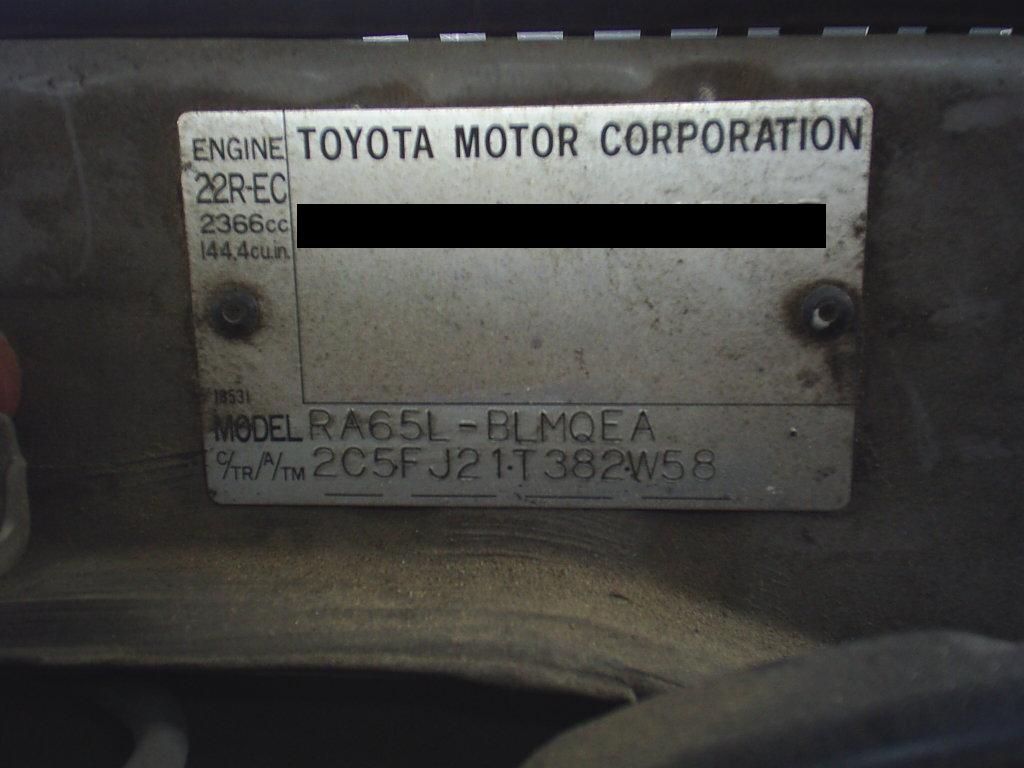 ENGINE
22R-EC
2366cc
144.4cu.in.
TOYOTA MOTOR CORPORATION
18531
MODEL RA65L-BLMQEA
C/TR/A/TM 2C5FJ21·T382·W58